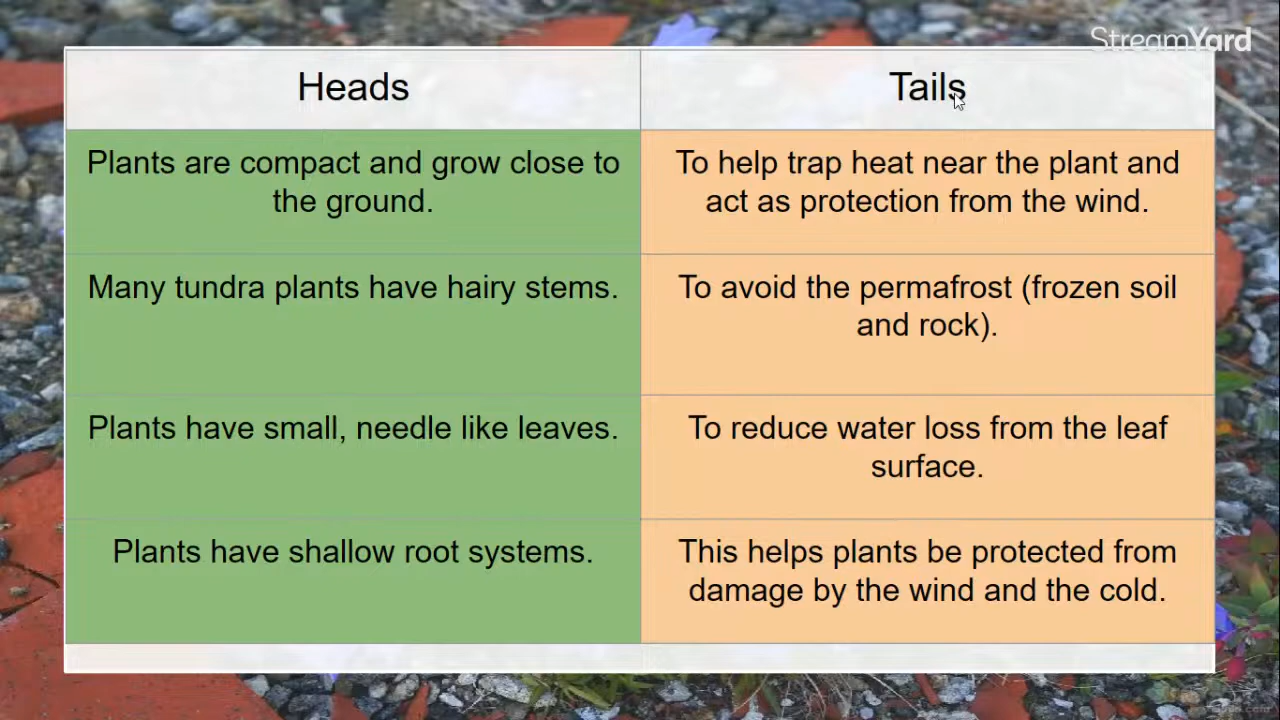 StreamYard
Heads
Tails
Plants are compact and grow close to
the ground.
To help trap heat near the plant and
act as protection from the wind.
Many tundra plants have hairy stems.
To avoid the permafrost (frozen soil
and rock).
Plants have small, needle like leaves.
To reduce water loss from the leaf
surface.
Plants have shallow root systems.
This helps plants be protected from
damage by the wind and the cold.